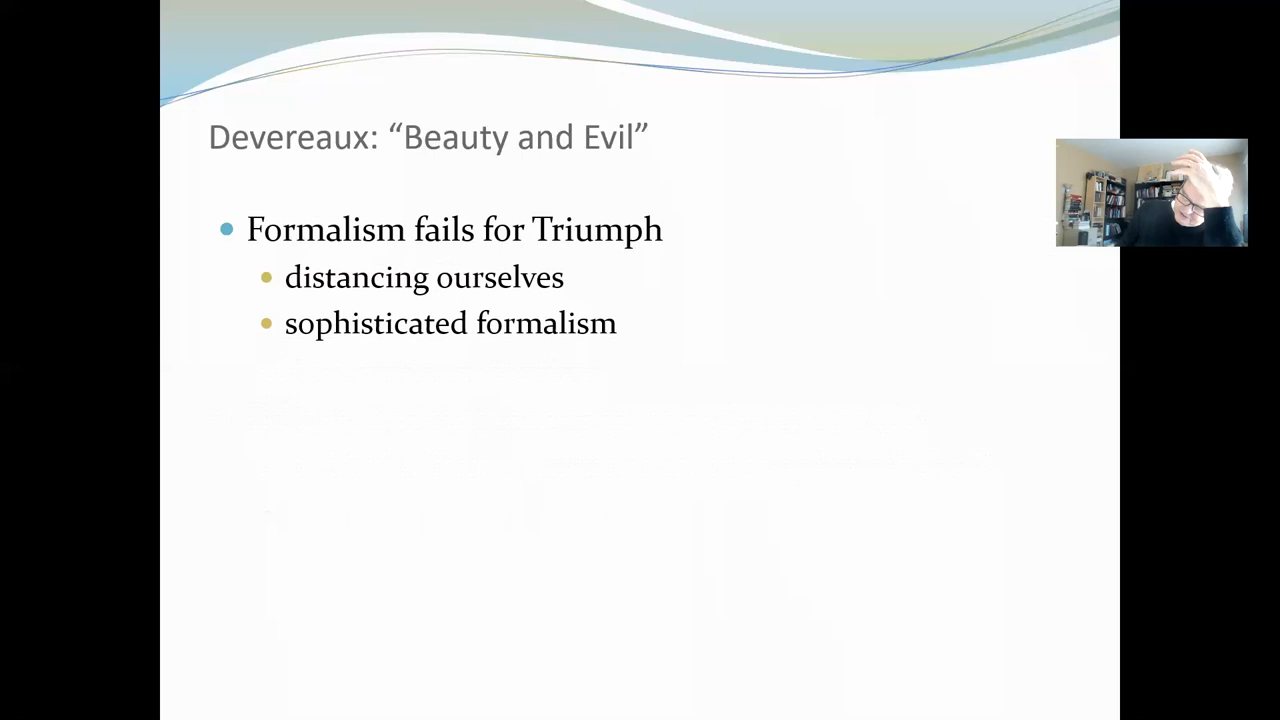 Devereaux: “Beauty and Evil”
Formalism fails for Triumph
distancing ourselves
sophisticated formalism